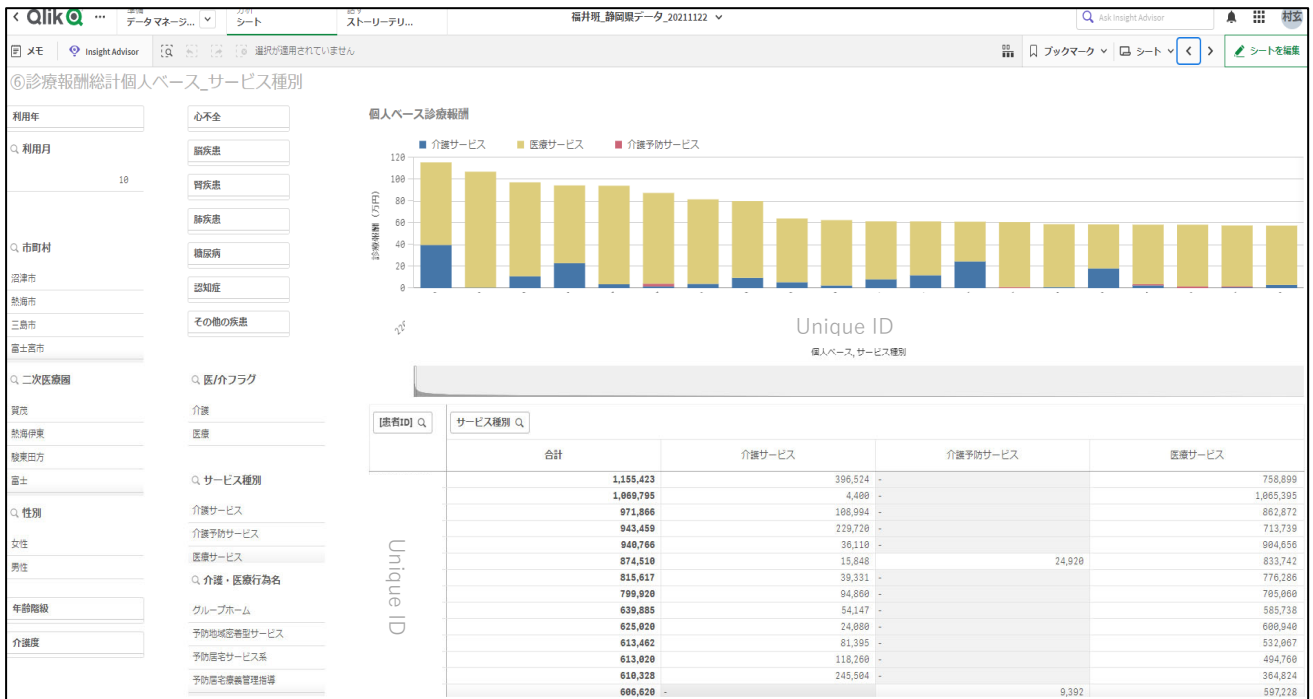 Qlik
データ マネージ...
分析
シート
ストーリーテリ...
福井班_静岡県データ_20211122
Ask Insight Advisor
村玄
メモ
Insight Advisor
選択が適用されていません
ブックマーク
シート
シートを編集
⑥診療報酬総計個人ベース_サービス種別
利用年
利用月
10
市町村
沼津市
熱海市
三島市
富士宮市
二次医療圏
賀茂
熱海伊東
駿東田方
富士
性別
女性
男性
年齢階級
介護度
心不全
脳疾患
腎疾患
肺疾患
糖尿病
認知症
その他の疾患
医/介フラグ
介護
医療
サービス種別
介護サービス
介護予防サービス
医療サービス
介護・医療行為名
グループホーム
予防地域密着型サービス
予防居宅サービス系
予防居宅療養管理指導
個人ベース診療報酬
介護サービス 医療サービス 介護予防サービス
診療報酬 (万円)
120
100
80
60
40
20
0
Unique ID
個人ベース, サービス種別
[患者ID] サービス種別
合計 介護サービス 介護予防サービス 医療サービス
Unique ID
1,155,423 396,524 - 758,899
1,069,795 4,400 - 1,065,395
971,866 108,994 - 862,872
943,459 229,720 - 713,739
940,766 36,110 - 904,656
874,510 15,848 24,920 833,742
815,617 39,331 - 776,286
799,920 94,860 - 705,060
639,885 54,147 - 585,738
625,020 24,080 - 600,940
613,462 81,395 - 532,067
613,020 118,260 - 494,760
610,328 245,504 - 364,824
606,620 - 9,392 597,228